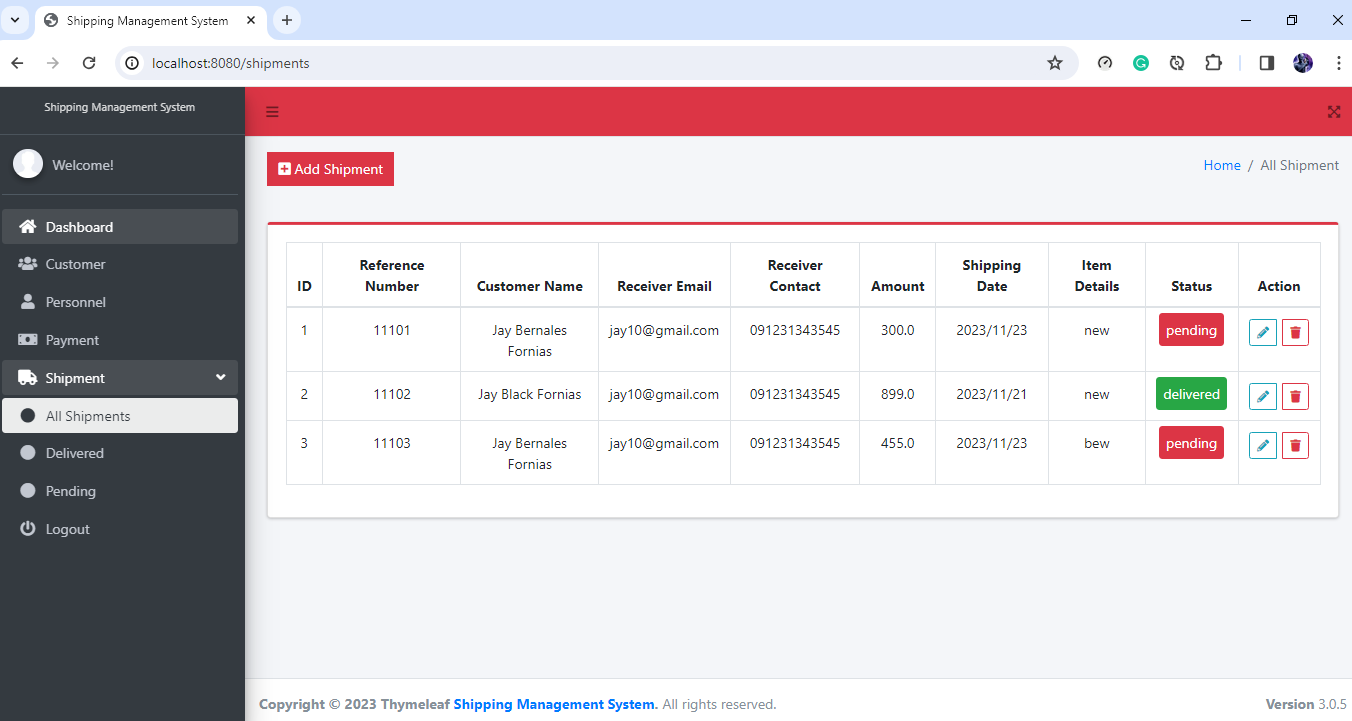 Shipping Management System
localhost:8080/shipments
Shipping Management System
Welcome!
Dashboard
Customer
Personnel
Payment
Shipment
All Shipments
Delivered
Pending
Logout
Add Shipment
Home / All Shipment
ID Reference Number Customer Name Receiver Email Receiver Contact Amount Shipping Date Item Details Status Action
1 11101 Jay Bernales Fornias jay10@gmail.com 091231343545 300.0 2023/11/23 new pending
2 11102 Jay Black Fornias jay10@gmail.com 091231343545 899.0 2023/11/21 new delivered
3 11103 Jay Bernales Fornias jay10@gmail.com 091231343545 455.0 2023/11/23 bew pending
Copyright © 2023 Thymeleaf Shipping Management System. All rights reserved.
Version 3.0.5